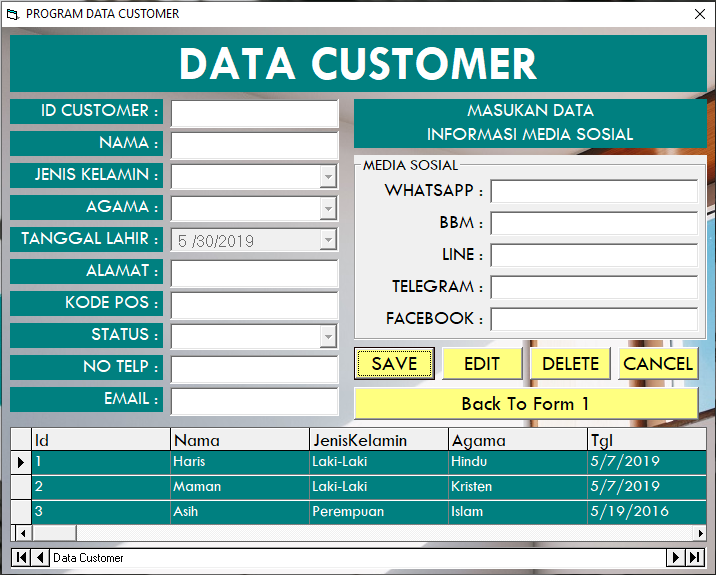 PROGRAM DATA CUSTOMER
DATA CUSTOMER
ID CUSTOMER :
NAMA :
JENIS KELAMIN :
AGAMA :
TANGGAL LAHIR : 5 /30/2019
ALAMAT :
KODE POS :
STATUS :
NO TELP :
EMAIL :
MASUKAN DATA
INFORMASI MEDIA SOSIAL
MEDIA SOSIAL
WHATSAPP :
BBM :
LINE :
TELEGRAM :
FACEBOOK :
SAVE EDIT DELETE CANCEL
Back To Form 1
Id Nama JenisKelamin Agama Tgl
1 Haris Laki-Laki Hindu 5/7/2019
2 Maman Laki-Laki Kristen 5/7/2019
3 Asih Perempuan Islam 5/19/2016
Data Customer